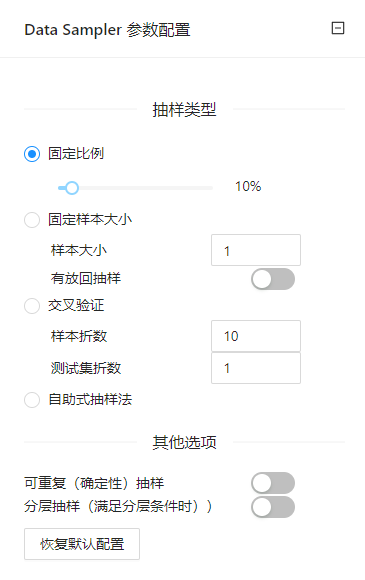 Data Sampler 参数配置
抽样类型
固定比例
10%
固定样本大小
样本大小 1
有放回抽样
交叉验证
样本折数 10
测试集折数 1
自助式抽样法
其他选项
可重复（确定性）抽样
分层抽样（满足分层条件时））
恢复默认配置